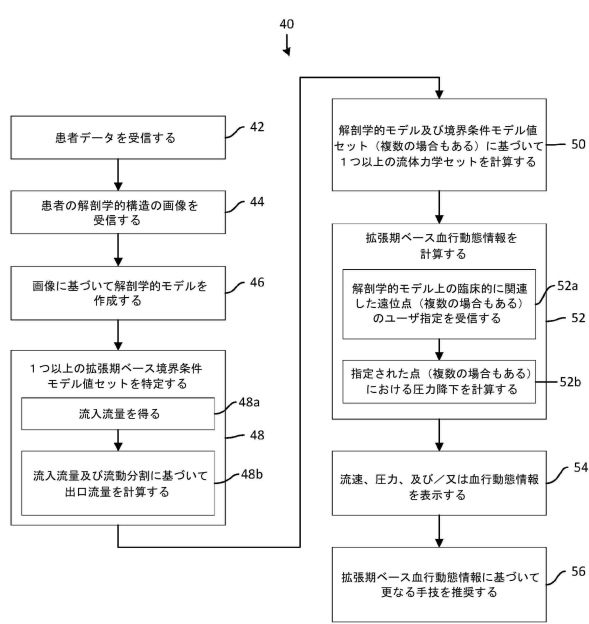 40
患者データを受信する
42
患者の解剖学的構造の画像を
受信する
44
画像に基づいて解剖学的モデルを
作成する
46
1つ以上の拡張期ベース境界条件
モデル値セットを特定する
流入流量を得る
48a
48
流入流量及び流動分割に基づいて
出口流量を計算する
48b
解剖学的モデル及び境界条件モデル値
セット（複数の場合もある）に基づいて
1つ以上の流体力学セットを計算する
50
拡張期ベース血行動態情報を
計算する
解剖学的モデル上の臨床的に関連
した遠位点（複数の場合もある）
のユーザ指定を受信する
52a
52
指定された点（複数の場合もある）
における圧力降下を計算する
52b
流速、圧力、及び／又は血行動態情報
を表示する
54
拡張期ベース血行動態情報に基づいて
更なる手技を推奨する
56